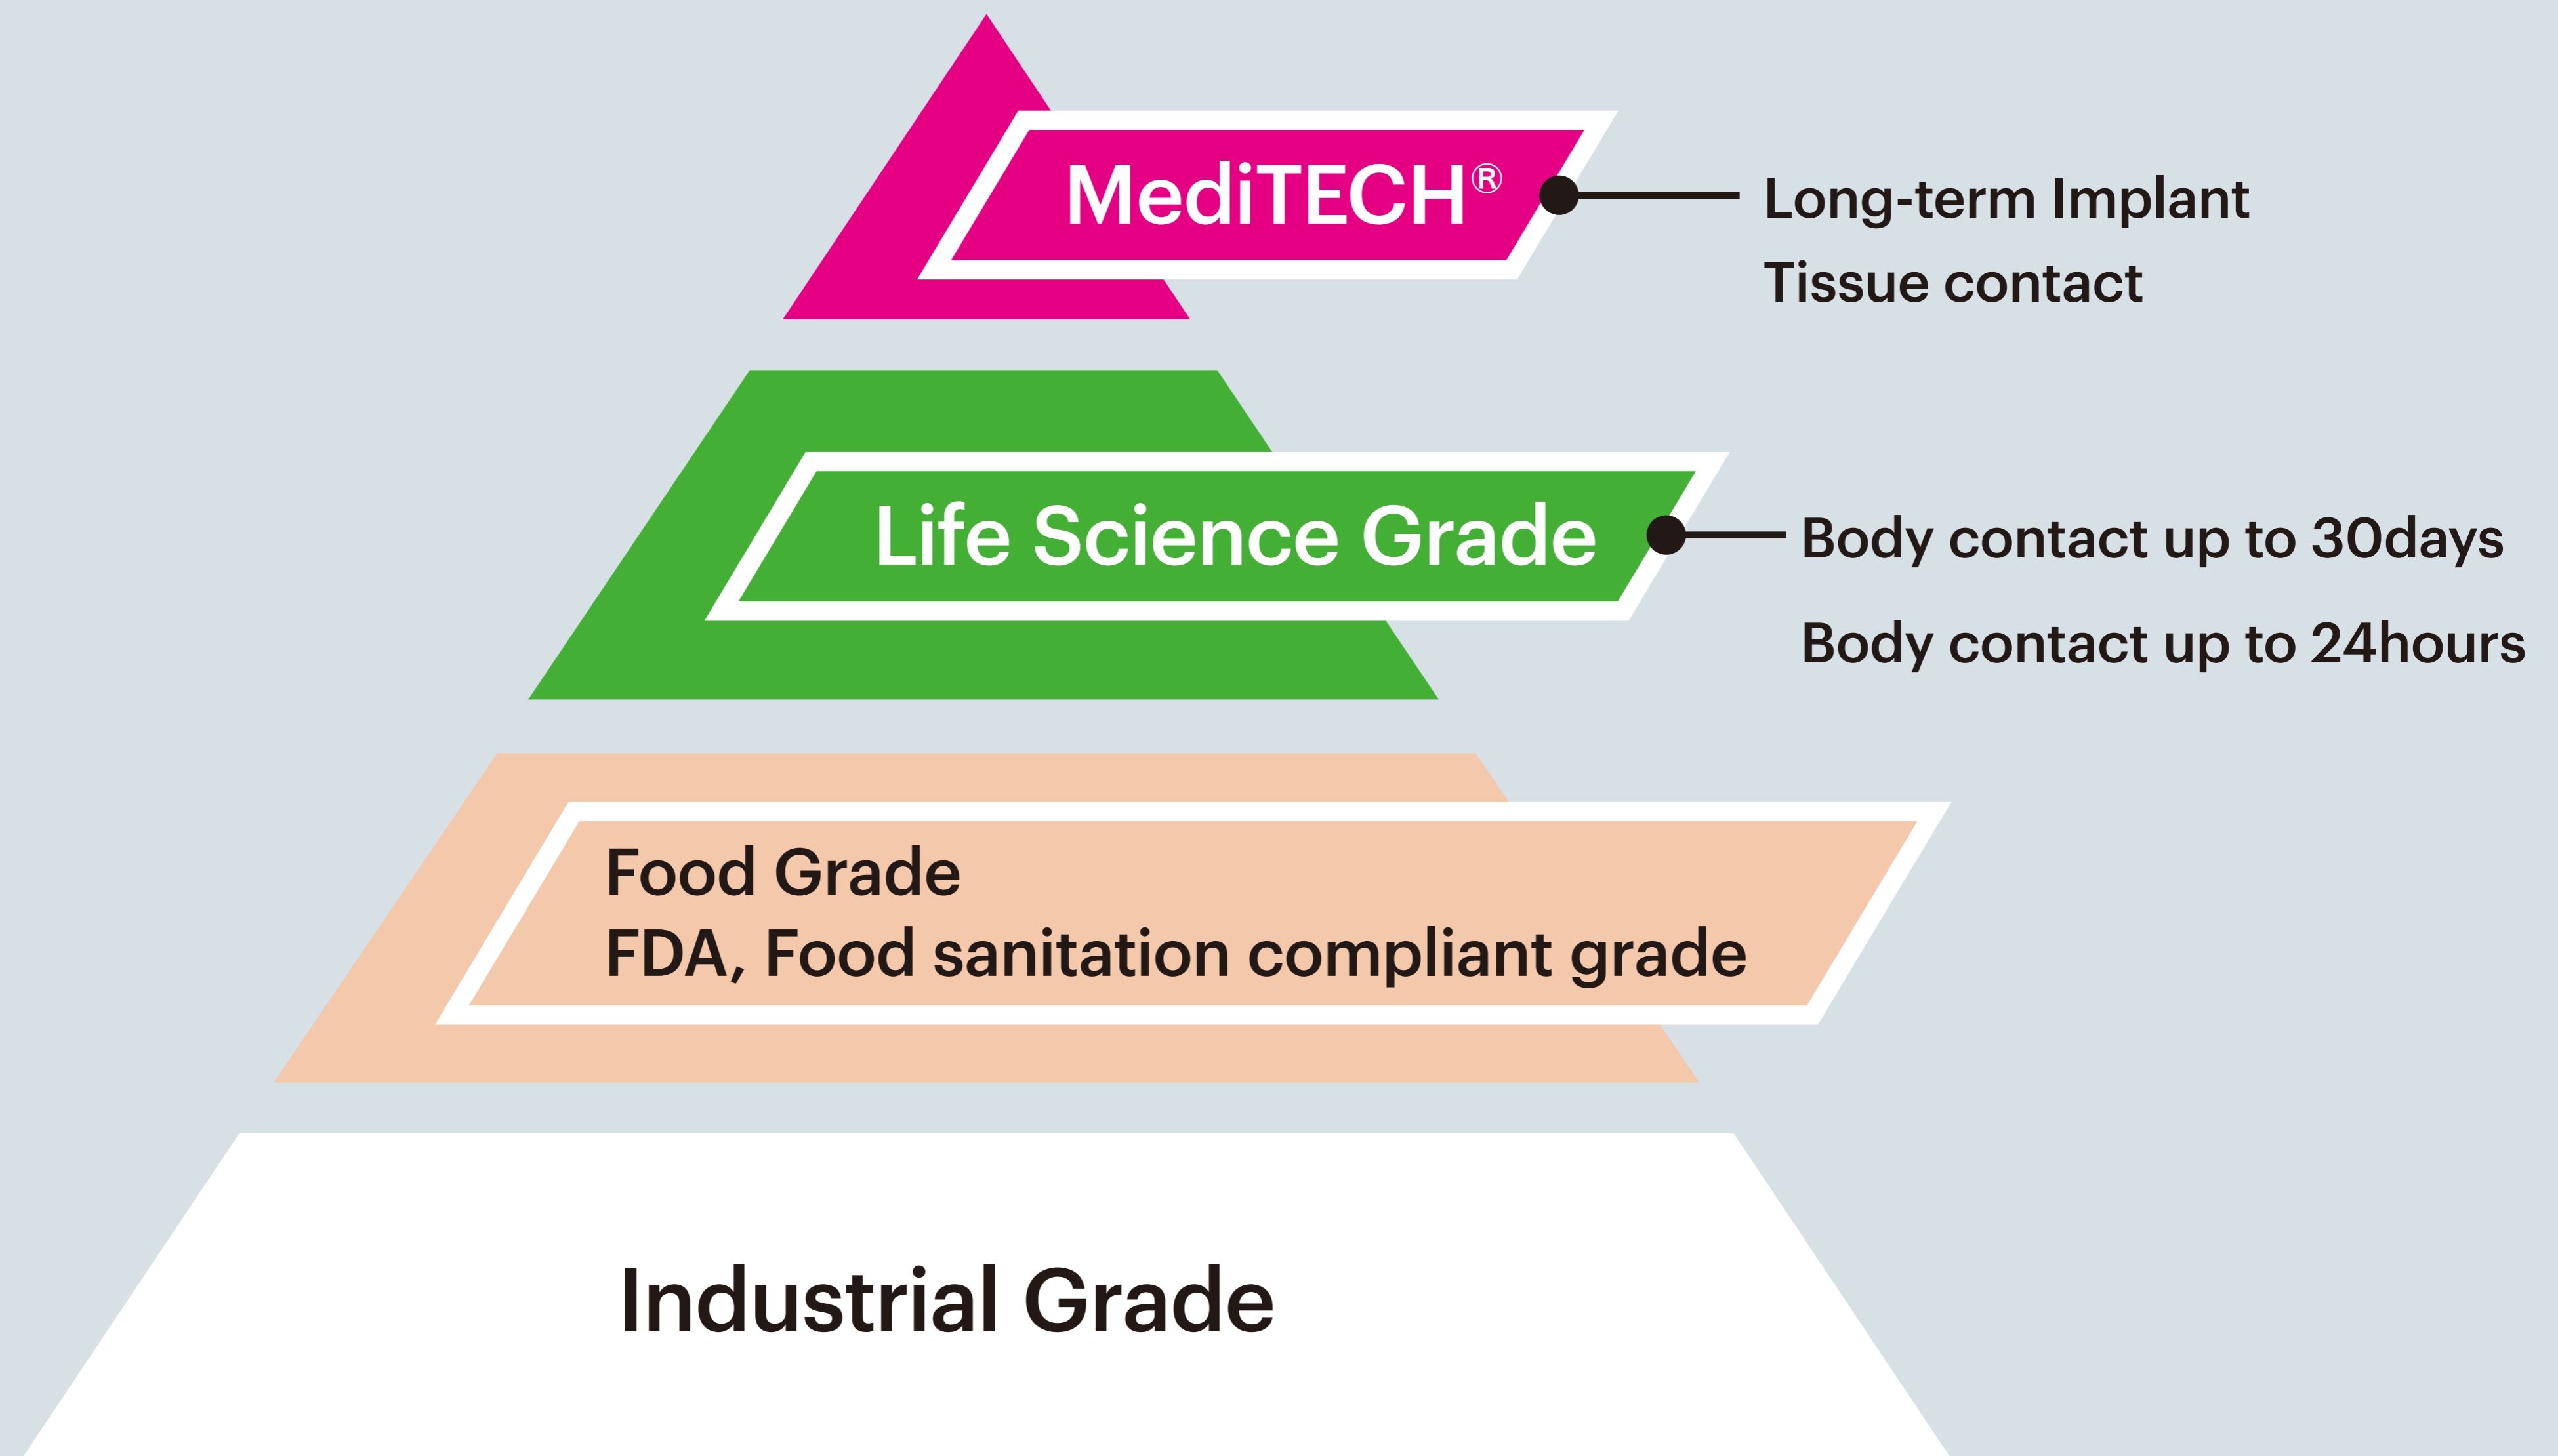 MediTECH®
Long-term Implant
Tissue contact
Life Science Grade
Body contact up to 30days
Body contact up to 24hours
Food Grade
FDA, Food sanitation compliant grade
Industrial Grade